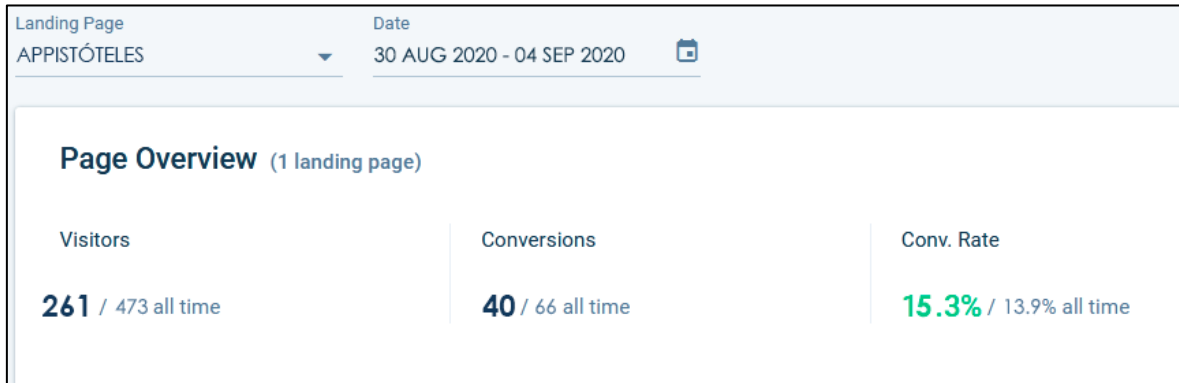 Landing Page
Date
APPISTÓTELES
30 AUG 2020 - 04 SEP 2020
Page Overview (1 landing page)
Visitors
Conversions
Conv. Rate
261 / 473 all time
40 / 66 all time
15.3% / 13.9% all time